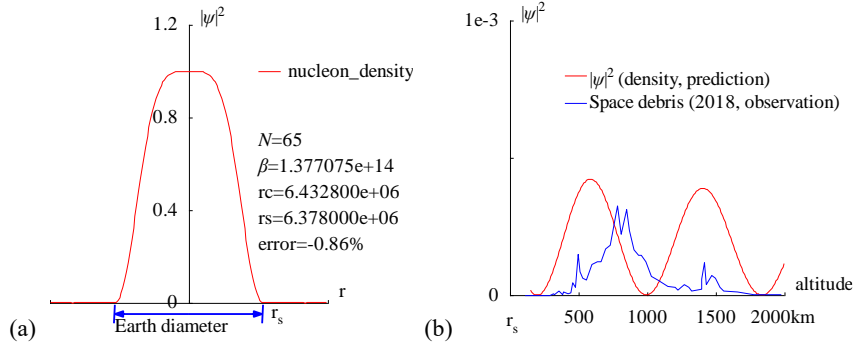 |ψ|²
1.2
nucleon_density
0.8
N=65
β=1.377075e+14
rc=6.432800e+06
0.4
rs=6.378000e+06
error=-0.86%
0
r
(a)
Earth diameter
r_s
|ψ|²
1e-3
|ψ|² (density, prediction)
Space debris (2018, observation)
altitude
0
(b)
r_s
500
1000
1500
2000km